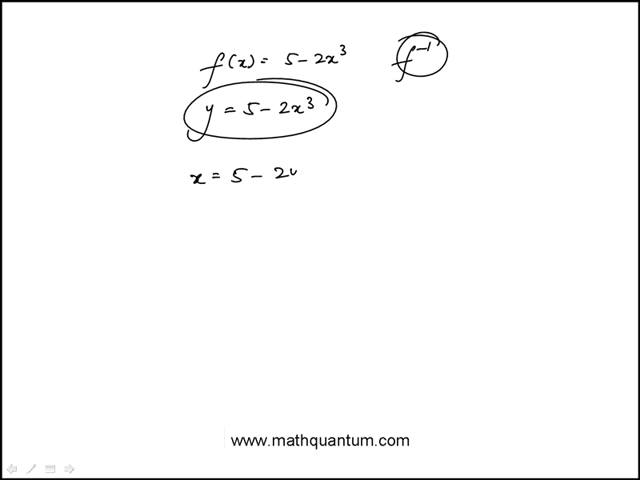 f(x) = 5 - 2x³ f⁻¹
y = 5 - 2x³
x = 5 - 2
www.mathquantum.com